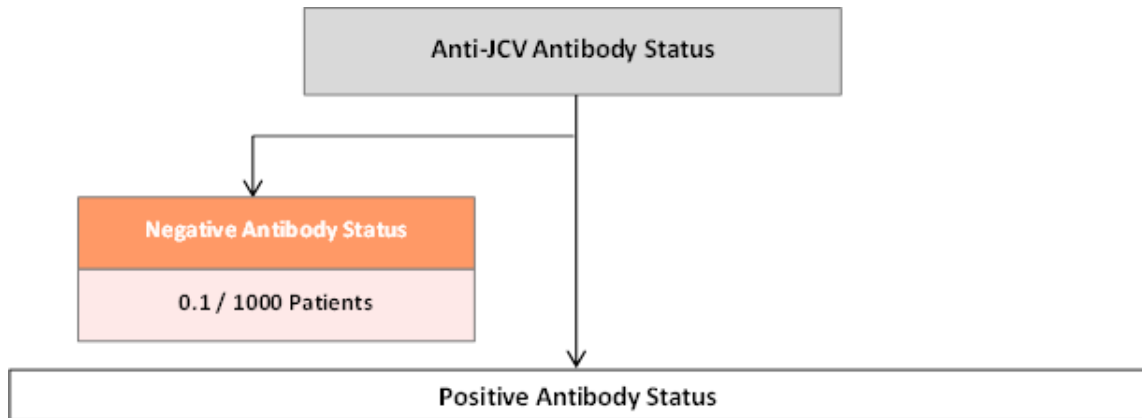 Anti-JCV Antibody Status
Negative Antibody Status
0.1 / 1000 Patients
Positive Antibody Status